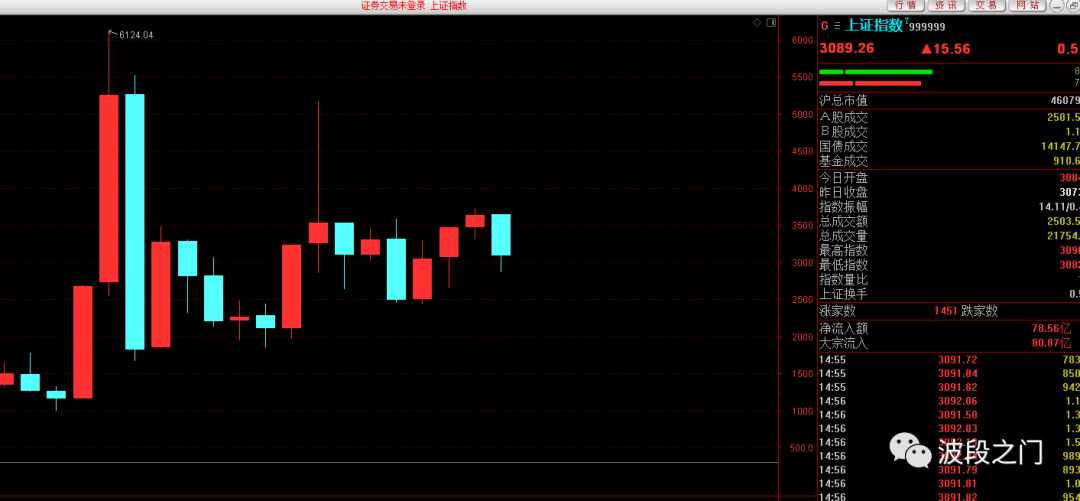 证券交易未登录 上证指数
行情 资讯 交易 网站
6124.04
6000
5500
5000
4500
4000
3500
3000
2500
2000
1500
1000
500.0
G 上证指数 999999
3089.26 ▲15.56 0.5
8
7
沪总市值 46079
A股成交 2501.5
B股成交 1.1
国债成交 14147.7
基金成交 910.6
今日开盘 308
昨日收盘 3073
指数振幅 14.11/0.
总成交额 2503.5
总成交量 21754.
最高指数 309
最低指数 308
指数量比
上证换手 0.
涨家数 1451 跌家数
净流入额 78.56亿
大宗流入 80.87亿
14:55 3091.72 783
14:55 3091.84 850
14:55 3091.82 942
14:56 3092.06 1.1
14:56 3091.50 1.3
14:56 3092.03 1.3
14:56 1.5
14:56 989
14:56 3091.79 893
14:56 3091.81 1.0
14:56 3091.82 954
波段之门